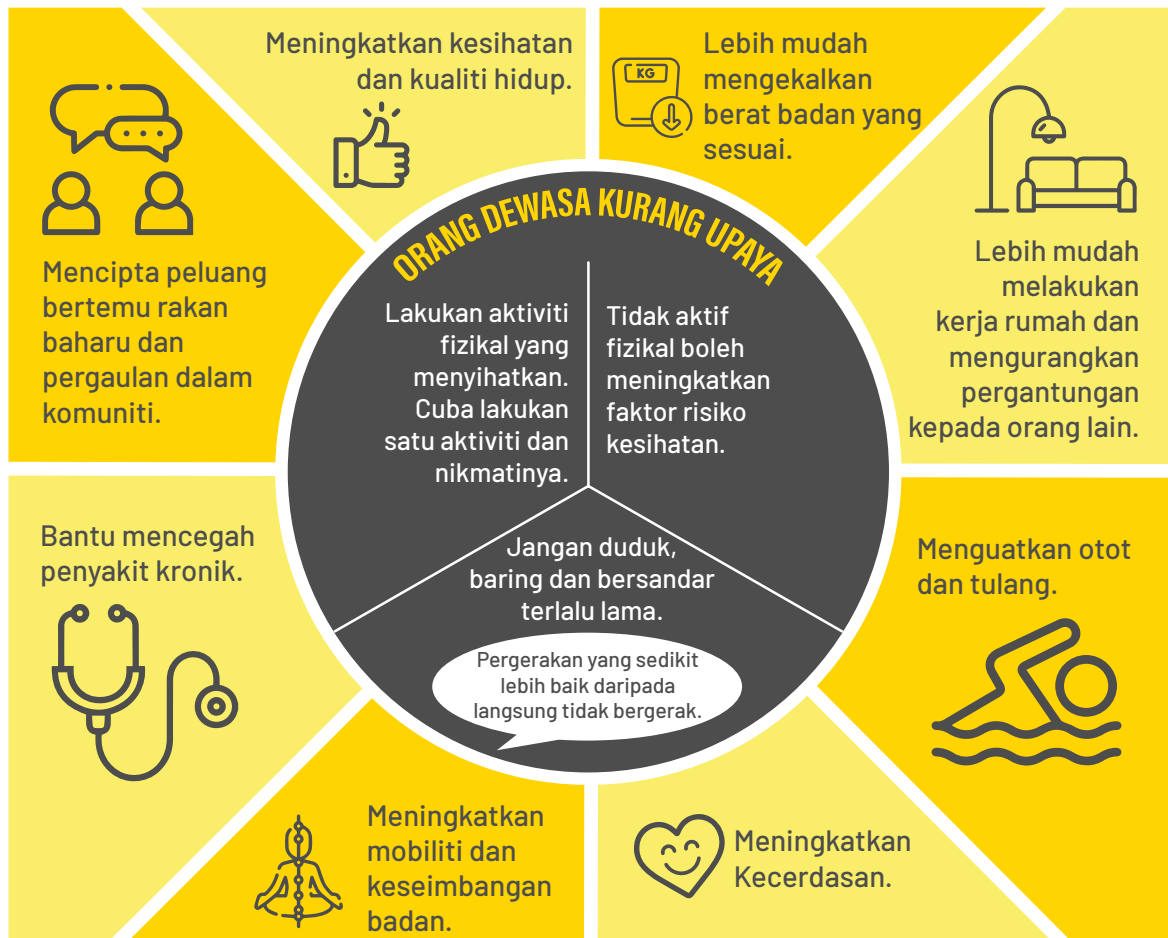 Meningkatkan kesihatan
dan kualiti hidup.
KG
Lebih mudah
mengekalkan
berat badan yang
sesuai.
Mencipta peluang
bertemu rakan
baharu dan
pergaulan dalam
komuniti.
ORANG DEWASA KURANG UPAYA
Lakukan aktiviti
fizikal yang
menyihatkan.
Cuba lakukan
satu aktiviti dan
nikmatinya.
Tidak aktif
fizikal boleh
meningkatkan
faktor risiko
kesihatan.
Jangan duduk,
baring dan bersandar
terlalu lama.
Pergerakan yang sedikit
lebih baik daripada
langsung tidak bergerak.
Lebih mudah
melakukan
kerja rumah dan
mengurangkan
pergantungan
kepada orang lain.
Bantu mencegah
penyakit kronik.
Menguatkan otot
dan tulang.
Meningkatkan
mobiliti dan
keseimbangan
badan.
Meningkatkan
Kecerdasan.